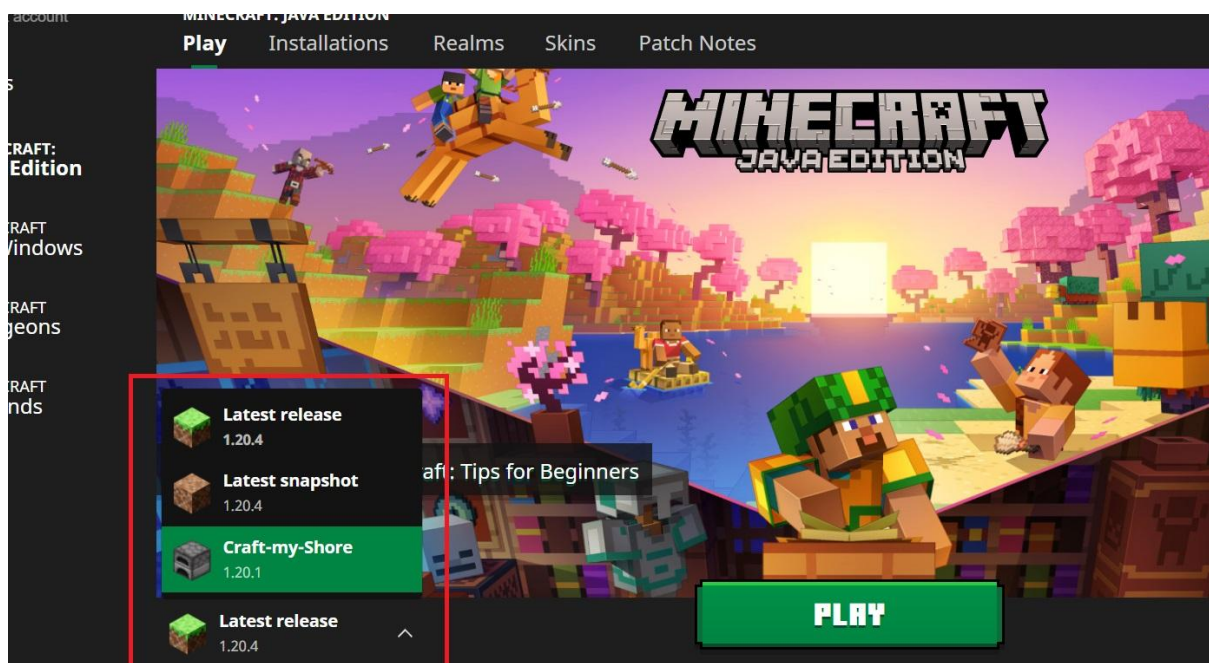 account
MINECRAFT: JAVA EDITION
Play Installations Realms Skins Patch Notes
s
CRAFT:
Edition
CRAFT
Windows
CRAFT
geons
CRAFT
nds
MINECRAFT
JAVA EDITION
Latest release
1.20.4
Latest snapshot
1.20.4
Craft-my-Shore
1.20.1
Latest release
1.20.4
aft: Tips for Beginners
PLAY